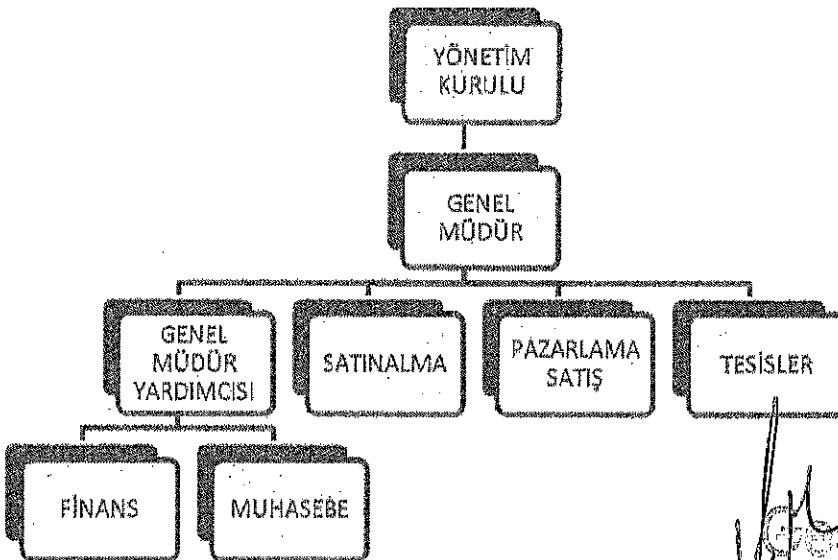 YÖNETİM
KURULU
GENEL
MÜDÜR
GENEL
MÜDÜR
YARDIMCISI
SATINALMA
PAZARLAMA
SATIŞ
TESİSLER
FİNANS
MUHASEBE